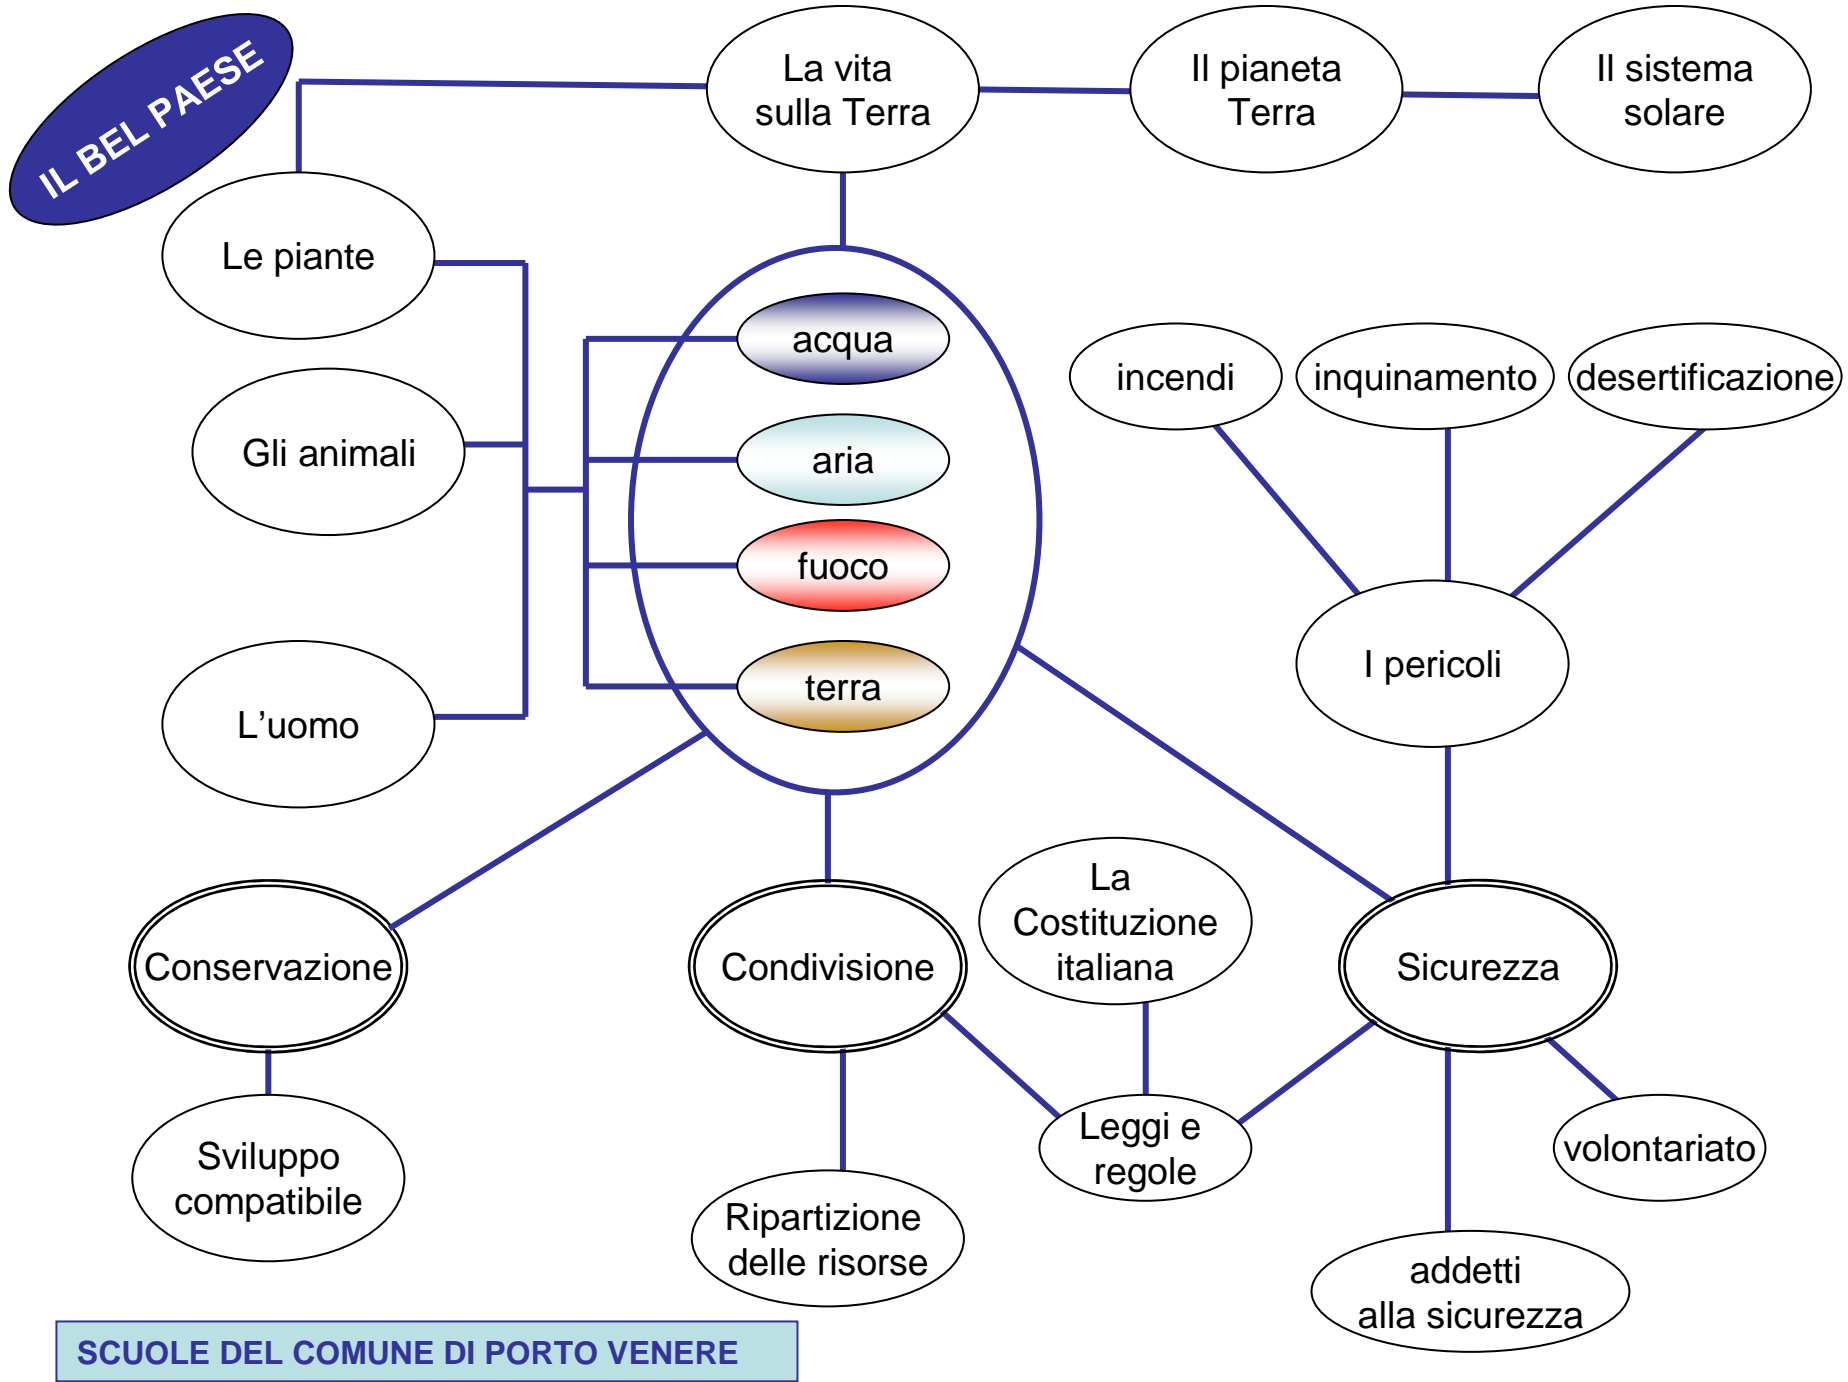 IL BEL PAESE
La vita
sulla Terra
Il pianeta
Terra
Il sistema
solare
Le piante
Gli animali
L'uomo
acqua
aria
fuoco
terra
incendi
inquinamento
desertificazione
I pericoli
Conservazione
Condivisione
La
Costituzione
italiana
Sicurezza
Sviluppo
compatibile
Ripartizione
delle risorse
Leggi e
regole
volontariato
addetti
alla sicurezza
SCUOLE DEL COMUNE DI PORTO VENERE